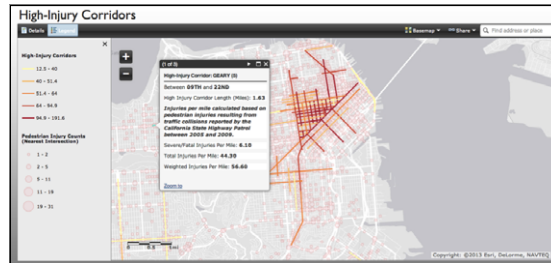 High-Injury Corridors
Details
Legend
Basemap
Share
Find address or place
High-Injury Corridors
12.5 - 40
40 - 51.4
51.4 - 64
64 - 94.9
94.9 - 191.6
Pedestrian Injury Counts
(Nearest Intersection)
1 - 2
3 - 5
6 - 11
11 - 18
19 - 31
(1 of 3)
High-Injury Corridor: GEARY (5)
Between 09TH and 22ND
High Injury Corridor Length (Miles): 1.63
Injuries per mile calculated based on
pedestrian injuries resulting from
traffic collisions reported by the
California State Highway Patrol
between 2005 and 2009.
Severe/Fatal Injuries Per Mile: 6.10
Total Injuries Per Mile: 44.30
Weighted Injuries Per Mile: 56.60
Zoom to
Copyright: ©2013 Esri, DeLorme, NAVTEQ